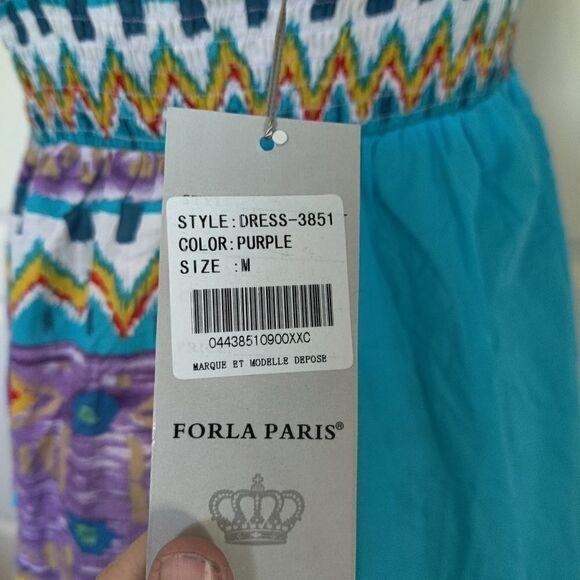 STYLE:DRESS-3851
COLOR:PURPLE
SIZE :M
04438510900XXC
MARQUE ET MODELLE DEPOSE
FORLA PARIS®